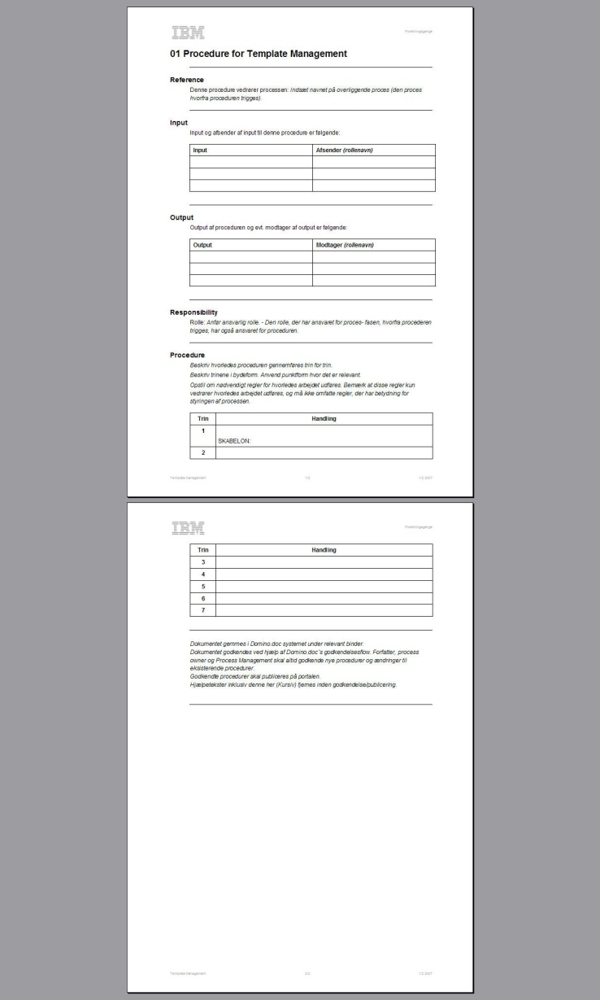 IBM
Forretningsgange
01 Procedure for Template Management
Reference
Denne procedure vedrører processen: Indsæt navnet på overliggende proces (den proces
hvorfra proceduren trigges).
Input
Input og afsender af input til denne procedure er følgende:
Input Afsender (rollenavn)
Output
Output af proceduren og evt. modtager af output er følgende:
Output Modtager (rollenavn)
Responsibility
Rolle: Anfør ansvarlig rolle. - Den rolle, der har ansvaret for proces- fasen, hvorfra procederen
trigges, har også ansvaret for proceduren.
Procedure
Beskriv hvorledes proceduren gennemføres trin for trin.
Beskriv trinene i bydeform. Anvend punktform hvor det er relevant.
Opstil om nødvendigt regler for hvorledes arbejdet udføres. Bemærk at disse regler kun
vedrører hvorledes arbejdet udføres, og må ikke omfatte regler, der har betydning for
styringen af processen.
Trin Handling
1
SKABELON:
2
Template Management 1/2 1/2 2007
IBM
Forretningsgange
Trin Handling
3
4
5
6
7
Dokumentet gemmes i Domino.doc systemet under relevant binder.
Dokumentet godkendes ved hjælp af Domino.doc´s godkendelsesflow. Forfatter, process
owner og Process Management skal altid godkende nye procedurer og ændringer til
eksisterende procedurer.
Godkendte procedurer skal publiceres på portalen.
Hjælpetekster inklusiv denne her (Kursiv) fjernes inden godkendelse/publicering.
Template Management 2/2 1/2 2007